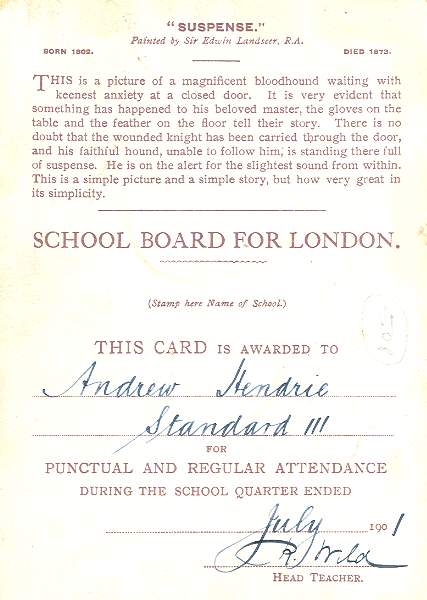 "SUSPENSE."
Painted by Sir Edwin Landseer, R.A.
BORN 1802. DIED 1873.
THIS is a picture of a magnificent bloodhound waiting with
keenest anxiety at a closed door. It is very evident that
something has happened to his beloved master, the gloves on the
table and the feather on the floor tell their story. There is no
doubt that the wounded knight has been carried through the door,
and his faithful hound, unable to follow him, is standing there full
of suspense. He is on the alert for the slightest sound from within.
This is a simple picture and a simple story, but how very great in
its simplicity.
SCHOOL BOARD FOR LONDON.
(Stamp here Name of School.)
THIS CARD IS AWARDED TO
Andrew Hendrie
Standard III
FOR
PUNCTUAL AND REGULAR ATTENDANCE
DURING THE SCHOOL QUARTER ENDED
July 1901
R. Wild
HEAD TEACHER.